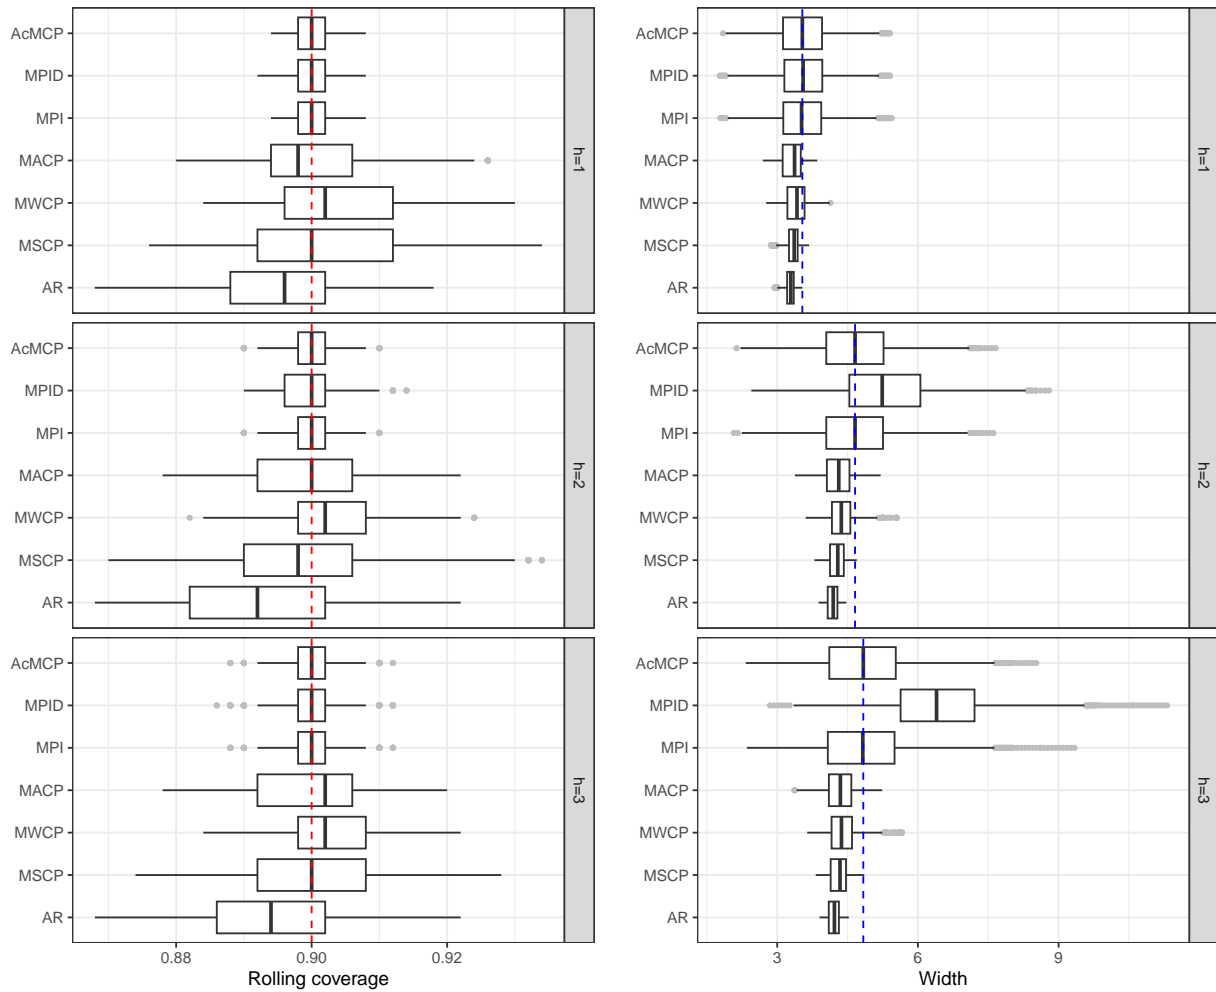 AcMCP
MPID
MPI
MACP
MWCP
MSCP
AR
h=1
AcMCP
MPID
MPI
MACP
MWCP
MSCP
AR
h=2
AcMCP
MPID
MPI
MACP
MWCP
MSCP
AR
h=3
0.88 0.90 0.92
Rolling coverage
AcMCP
MPID
MPI
MACP
MWCP
MSCP
AR
h=1
AcMCP
MPID
MPI
MACP
MWCP
MSCP
AR
h=2
AcMCP
MPID
MPI
MACP
MWCP
MSCP
AR
h=3
3 6 9
Width